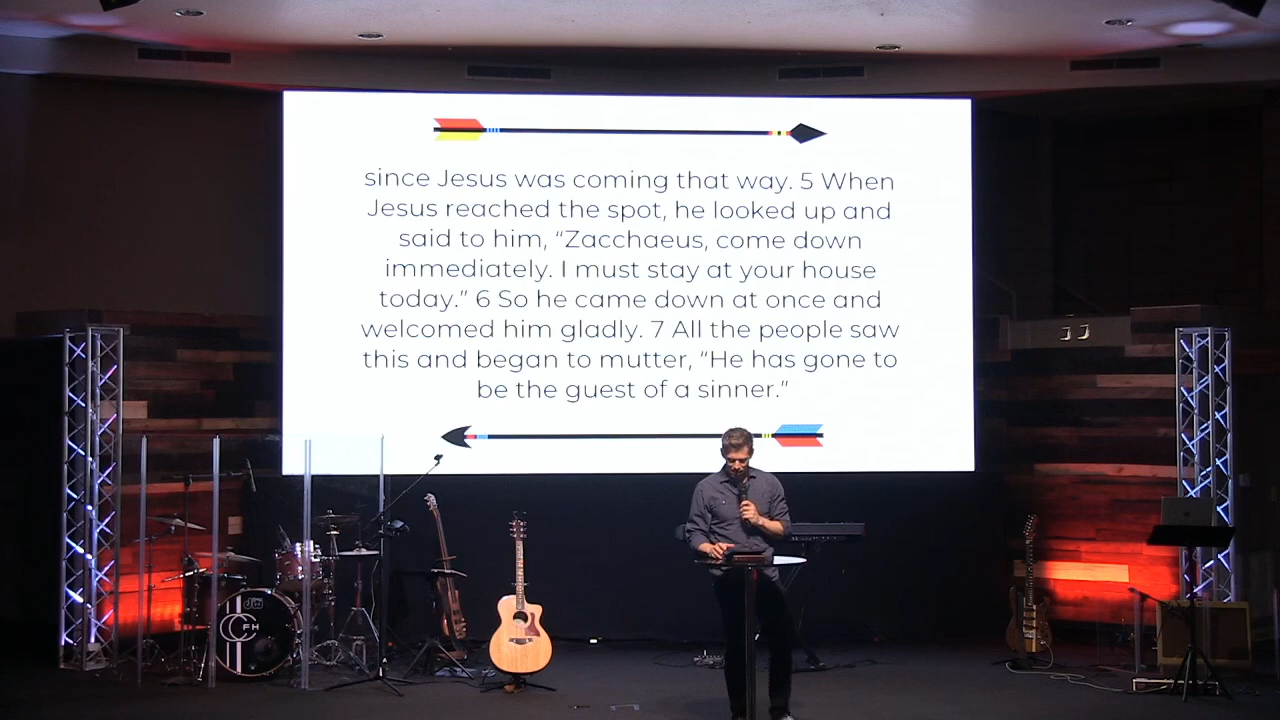 since Jesus was coming that way. 5 When
Jesus reached the spot, he looked up and
said to him, “Zacchaeus, come down
immediately. I must stay at your house
today.” 6 So he came down at once and
welcomed him gladly. 7 All the people saw
this and began to mutter, “He has gone to
be the guest of a sinner.”
dw
CC FH